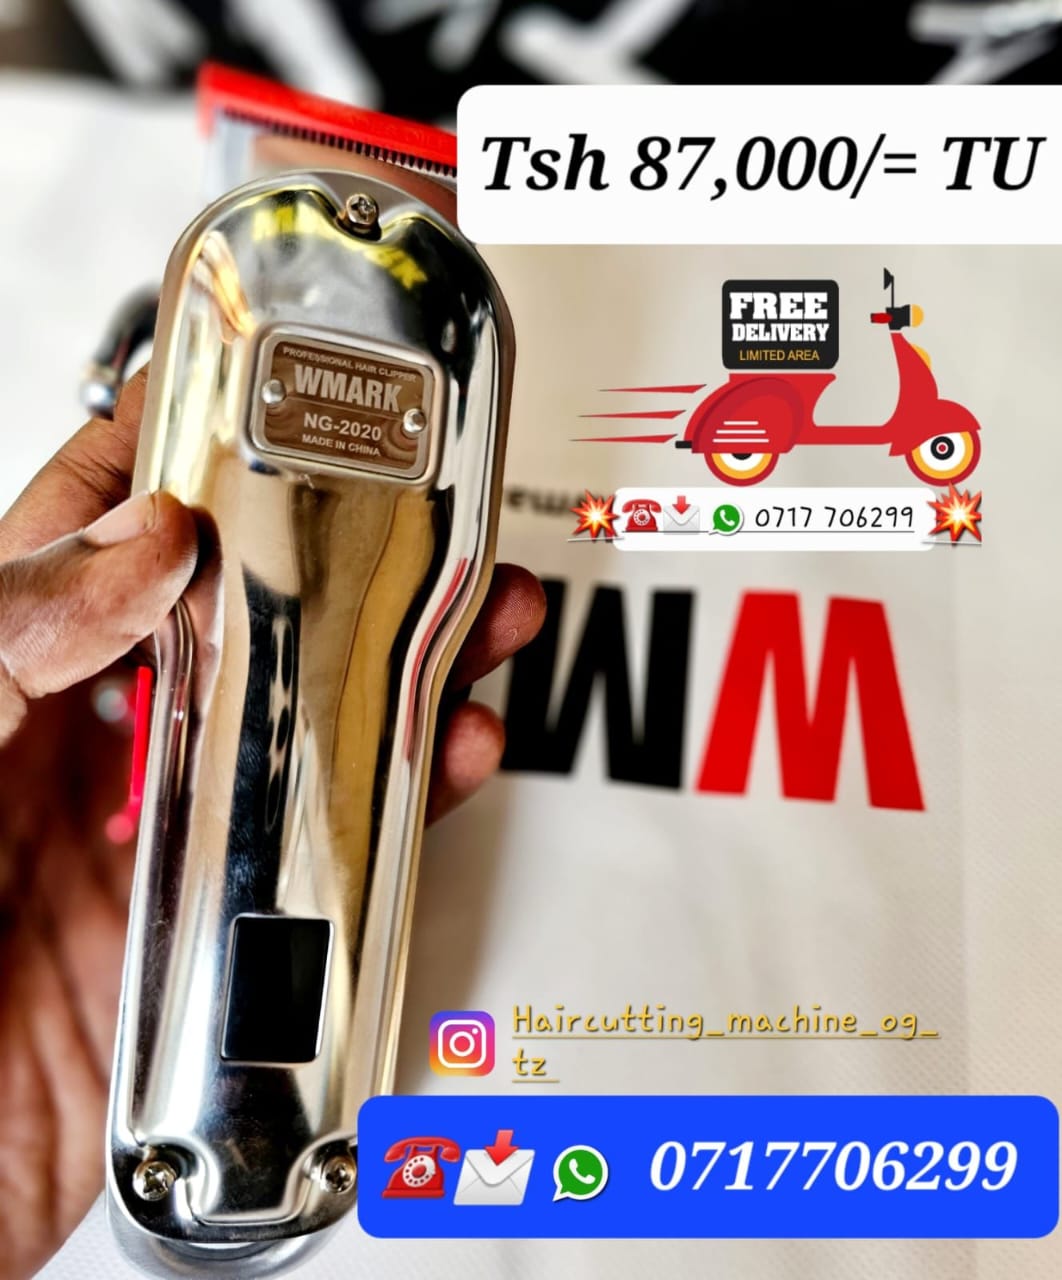 Tsh 87,000/= TU
PROFESSIONAL HAIR CLIPPER
WMARK
NG-2020
MADE IN CHINA
FREE
DELIVERY
LIMITED AREA
0717 706299
WM
Haircutting_machine_og_
tz
0717706299